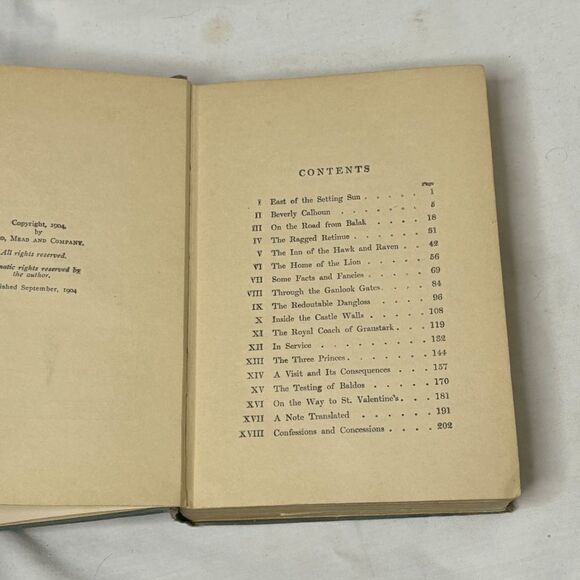 Copyright, 1904,
by
, MEAD AND COMPANY.
All rights reserved.
rights reserved by
the author.
September, 1904
CONTENTS
Page
I East of the Setting Sun . . . . . 1
II Beverly Calhoun . . . . . . . 5
III On the Road from Balak . . . . . 18
IV The Ragged Retinue . . . . . . 31
V The Inn of the Hawk and Raven . . . 42
VI The Home of the Lion . . . . . 56
VII Some Facts and Fancies . . . . . 69
VIII Through the Ganlook Gates . . . . 84
IX The Redoutable Dangloss . . . . 96
X Inside the Castle Walls . . . . . 108
XI The Royal Coach of Graustark . . . 119
XII In Service . . . . . . . . 132
XIII The Three Princes . . . . . . 144
XIV A Visit and Its Consequences . . . . 157
XV The Testing of Baldos . . . . . 170
XVI On the Way to St. Valentine's . . . 181
XVII A Note Translated . . . . . . 191
XVIII Confessions and Concessions . . . . 202